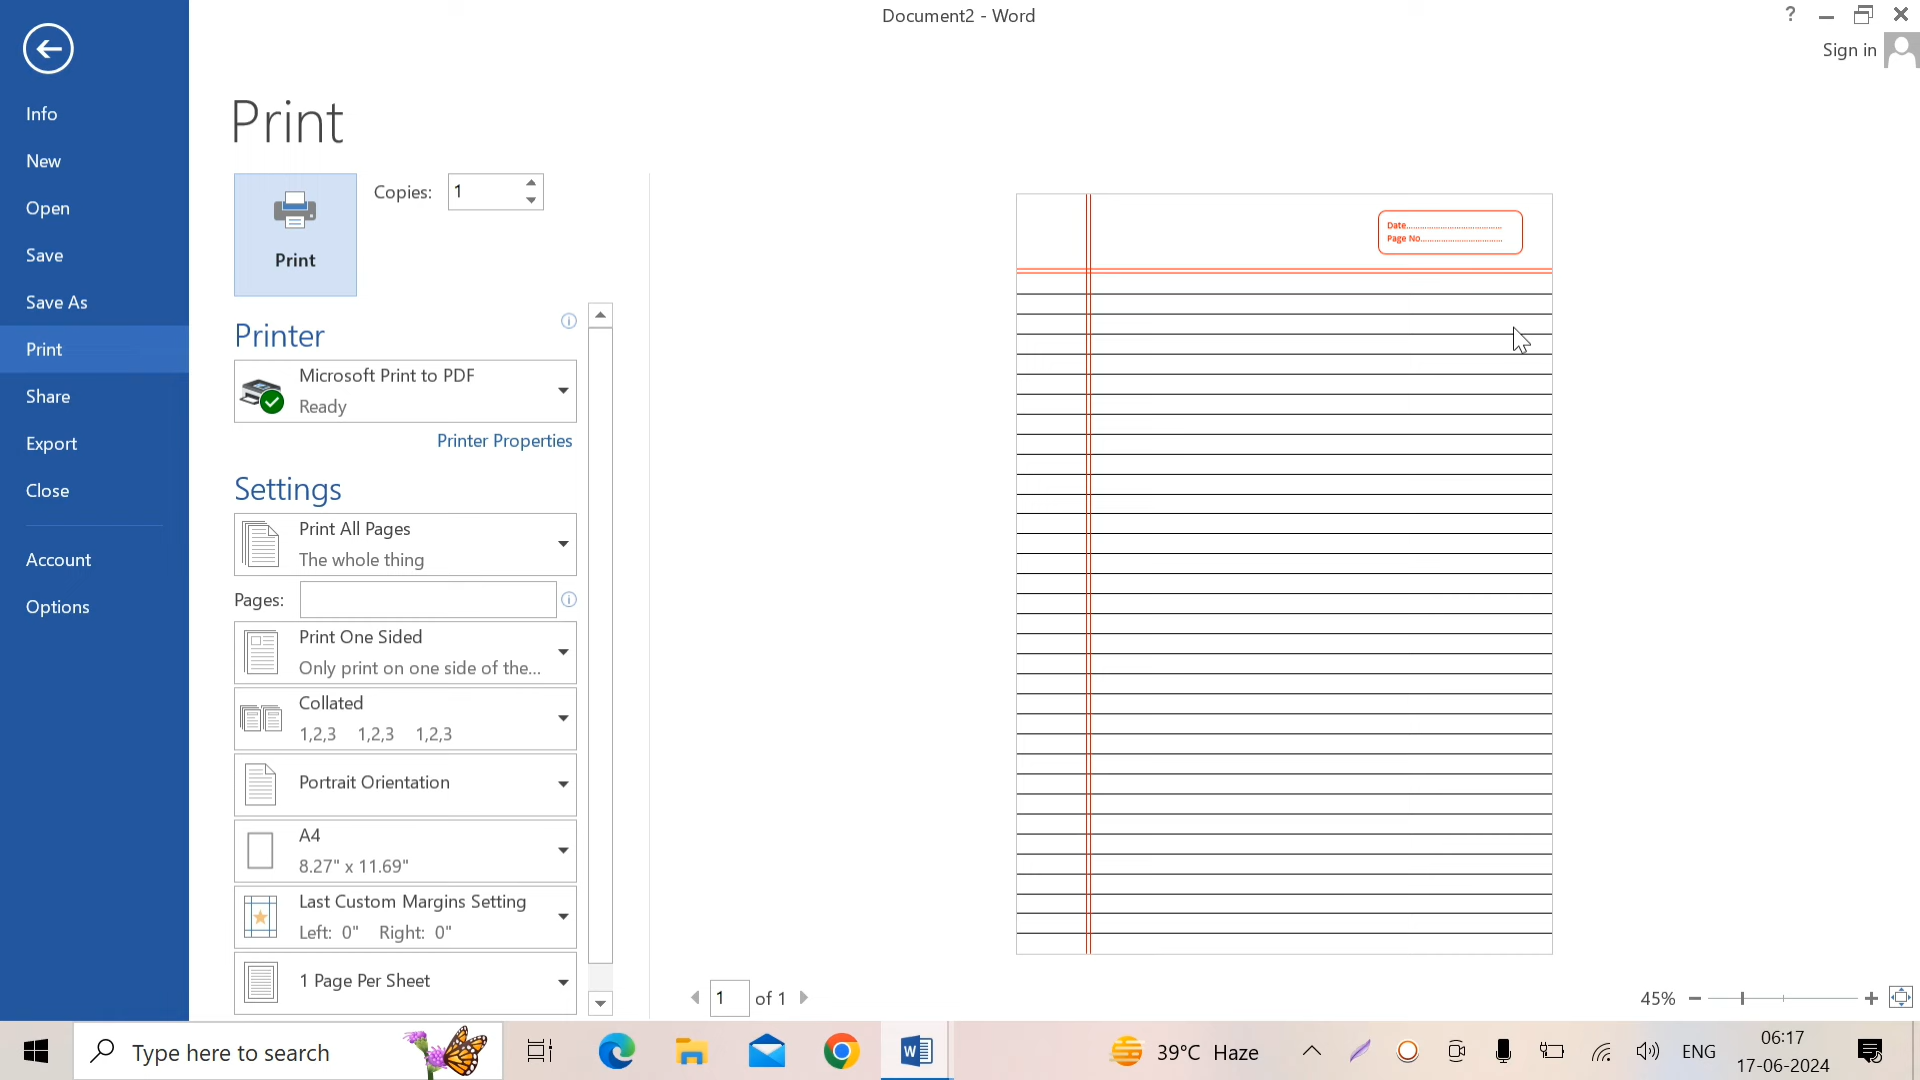 Document2 - Word
?
Sign in
Info
New
Open
Save
Save As
Print
Share
Export
Close
Account
Options
Print
Print
Copies: 1
Printer
Microsoft Print to PDF
Ready
Printer Properties
Settings
Print All Pages
The whole thing
Pages:
Print One Sided
Only print on one side of the...
Collated
1,2,3 1,2,3 1,2,3
Portrait Orientation
A4
8.27" x 11.69"
Last Custom Margins Setting
Left: 0" Right: 0"
1 Page Per Sheet
Date........................................
Page No..................................
1 of 1
45%
Type here to search
39°C Haze
ENG
06:17
17-06-2024